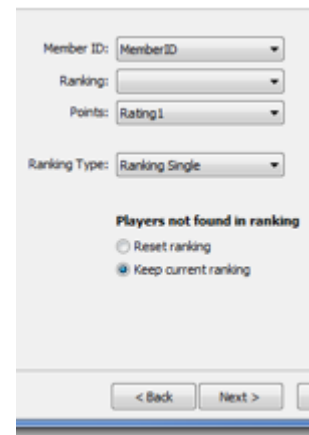 Member ID: MemberID
Ranking:
Points: Rating1
Ranking Type: Ranking Single
Players not found in ranking
Reset ranking
Keep current ranking
< Back Next >